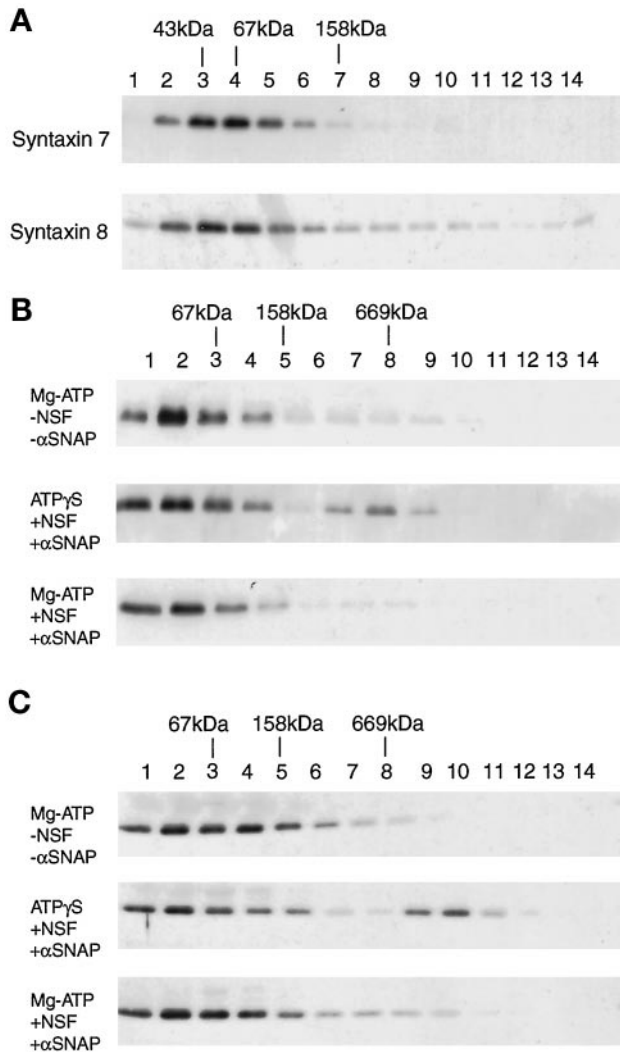 A
43kDa 67kDa 158kDa
1 2 3 4 5 6 7 8 9 10 11 12 13 14
Syntaxin 7
Syntaxin 8
B
67kDa 158kDa 669kDa
1 2 3 4 5 6 7 8 9 10 11 12 13 14
Mg-ATP
-NSF
-αSNAP
ATPγS
+NSF
+αSNAP
Mg-ATP
+NSF
+αSNAP
C
67kDa 158kDa 669kDa
1 2 3 4 5 6 7 8 9 10 11 12 13 14
Mg-ATP
-NSF
-αSNAP
ATPγS
+NSF
+αSNAP
Mg-ATP
+NSF
+αSNAP